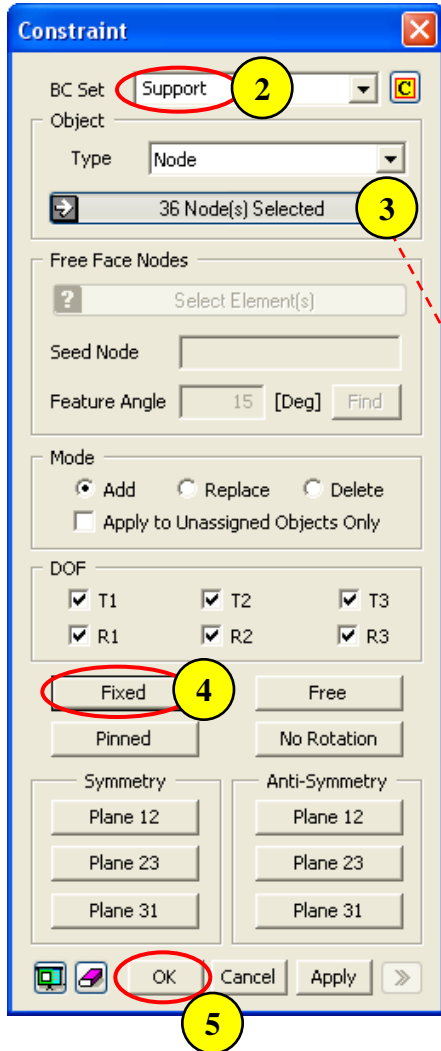 Constraint
BC Set Support 2 C
Object
Type Node
36 Node(s) Selected 3
Free Face Nodes
? Select Element(s)
Seed Node
Feature Angle 15 [Deg] Find
Mode
Add Replace Delete
Apply to Unassigned Objects Only
DOF
T1 T2 T3
R1 R2 R3
Fixed 4 Free
Pinned No Rotation
Symmetry Anti-Symmetry
Plane 12 Plane 12
Plane 23 Plane 23
Plane 31 Plane 31
OK Cancel Apply >>
5